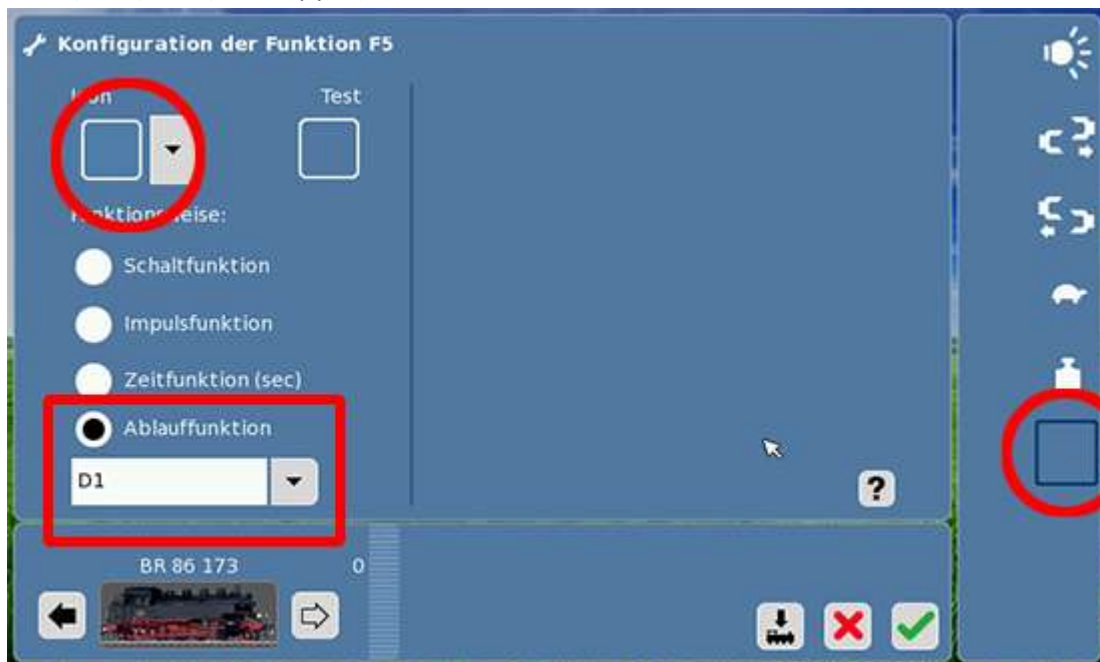 Konfiguration der Funktion F5
Test
Schaltfunktion
Impulsfunktion
Zeitfunktion (sec)
Ablauffunktion
D1
?
BR 86 173 0